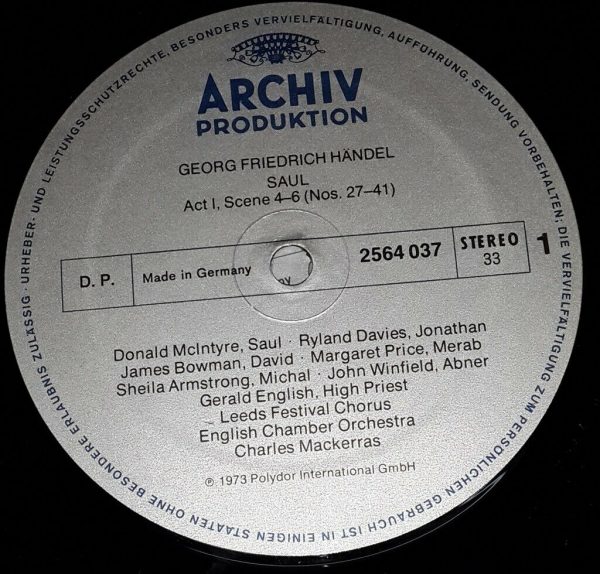 URHEBER- UND LEISTUNGSSCHUTZRECHTE, BESONDERS VERVIELFÄLTIGUNG, AUFFÜHRUNG, SENDUNG VORBEHALTEN: DIE VERVIELFÄLTIGUNG ZUM PERSÖNLICHEN GEBRAUCH IST IN EINIGEN STAATEN OHNE BESONDERE ERLAUBNIS ZULÄSSIG ·
ARCHIV
PRODUKTION
GEORG FRIEDRICH HÄNDEL
SAUL
Act I, Scene 4–6 (Nos. 27–41)
D. P. Made in Germany 2564 037 STEREO 33 1
Donald McIntyre, Saul · Ryland Davies, Jonathan
James Bowman, David · Margaret Price, Merab
Sheila Armstrong, Michal · John Winfield, Abner
Gerald English, High Priest
Leeds Festival Chorus
English Chamber Orchestra
Charles Mackerras
℗ 1973 Polydor International GmbH